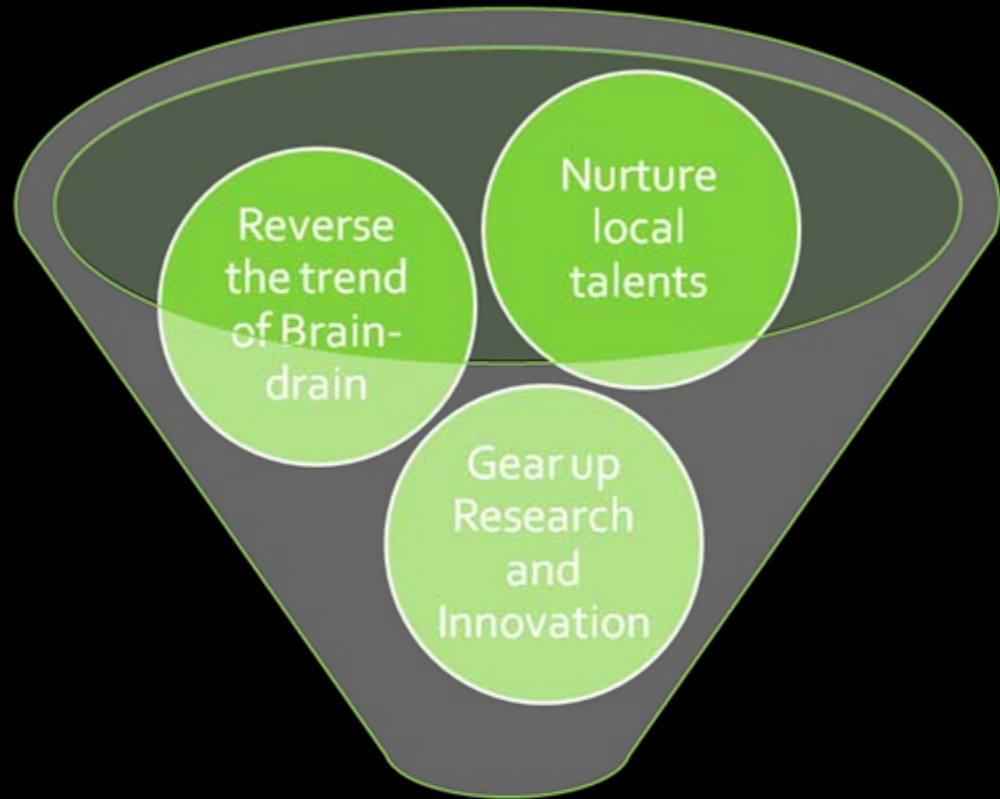 Reverse
the trend
of Brain-
drain
Nurture
local
talents
Gear up
Research
and
Innovation